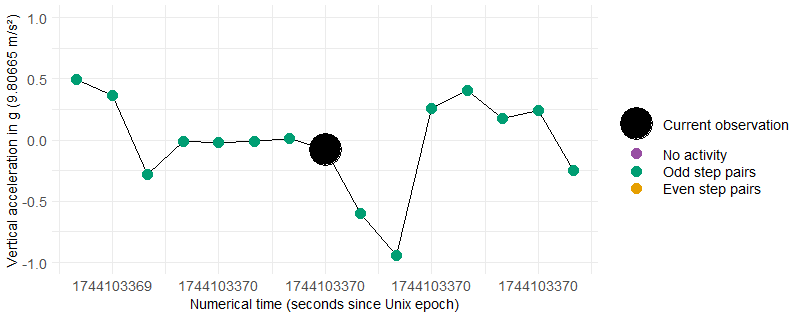 Vertical acceleration in g (9.80665 m/s²)
1.0
0.5
0.0
-0.5
-1.0
1744103369 1744103370 1744103370 1744103370 1744103370
Numerical time (seconds since Unix epoch)
Current observation
No activity
Odd step pairs
Even step pairs